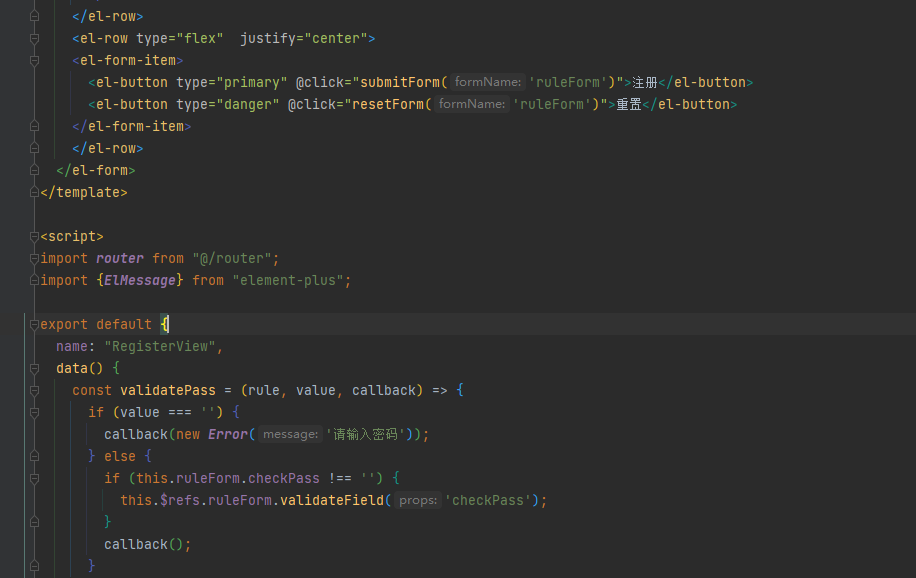 </el-row>
<el-row type="flex"  justify="center">
<el-form-item>
<el-button type="primary" @click="submitForm( formName: 'ruleForm')">注册</el-button>
<el-button type="danger" @click="resetForm( formName: 'ruleForm')">重置</el-button>
</el-form-item>
</el-row>
</el-form>
</template>
<script>
import router from "@/router";
import {ElMessage} from "element-plus";
export default {
name: "RegisterView",
data() {
const validatePass = (rule, value, callback) => {
if (value === '') {
callback(new Error( message: '请输入密码'));
} else {
if (this.ruleForm.checkPass !== '') {
this.$refs.ruleForm.validateField( props: 'checkPass');
}
callback();
}